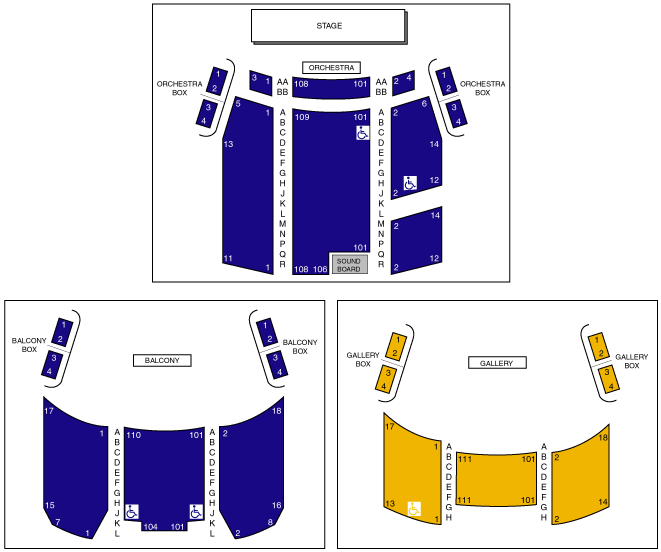 STAGE
ORCHESTRA
ORCHESTRA
BOX
1
2
3
4
3 1
AA
BB
108 101
AA
BB
2 4
1
2
3
4
ORCHESTRA
BOX
5 1
13
11 1
A
B
C
D
E
F
G
H
J
K
L
M
N
P
Q
R
109 101
101
108 106
SOUND
BOARD
A
B
C
D
E
F
G
H
J
K
L
M
N
P
Q
R
2 6
14
12
2
14
2
2 12
BALCONY
BOX
1
2
3
4
BALCONY
1
2
3
4
BALCONY
BOX
17
1
15
7
1
A
B
C
D
E
F
G
H
J
K
L
110 101
104 101
A
B
C
D
E
F
G
H
J
K
L
18
2
16
8
2
GALLERY
BOX
1
2
3
4
GALLERY
1
2
3
4
GALLERY
BOX
17
1
13
1
A
B
C
D
E
F
G
H
111 101
111 101
A
B
C
D
E
F
G
H
18
2
14
2